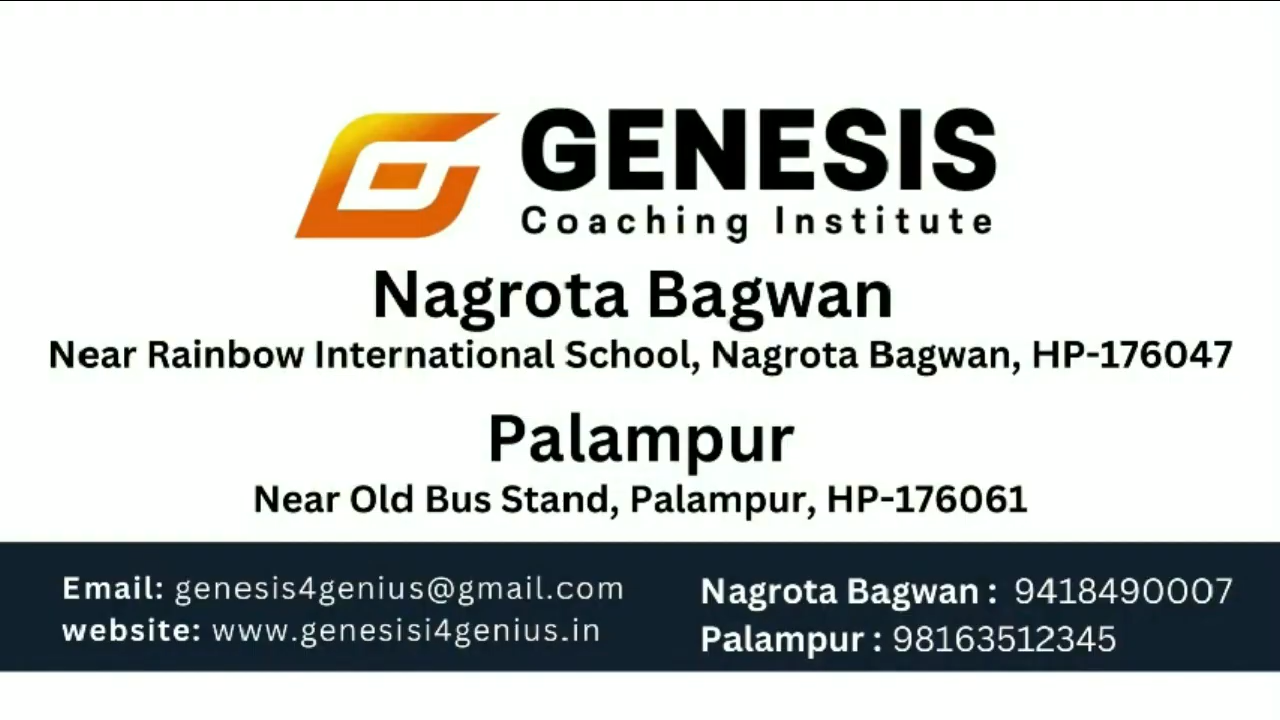 GENESIS
Coaching Institute
Nagrota Bagwan
Near Rainbow International School, Nagrota Bagwan, HP-176047
Palampur
Near Old Bus Stand, Palampur, HP-176061
Email: genesis4genius@gmail.com
website: www.genesisi4genius.in
Nagrota Bagwan : 9418490007
Palampur : 98163512345